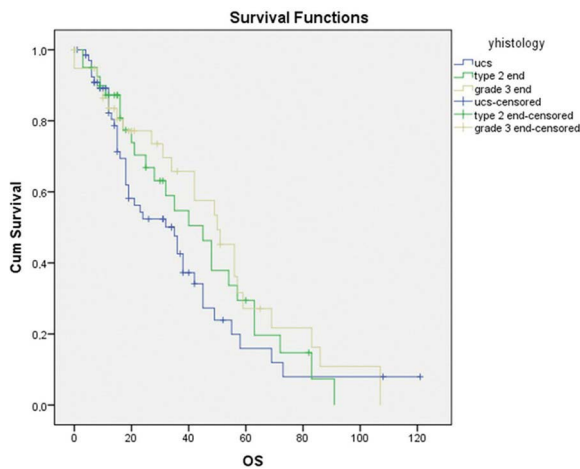 Survival Functions
yhistology
ucs
type 2 end
grade 3 end
ucs-censored
type 2 end-censored
grade 3 end-censored
Cum Survival
1,0
0,8
0,6
0,4
0,2
0,0
0 20 40 60 80 100 120
OS